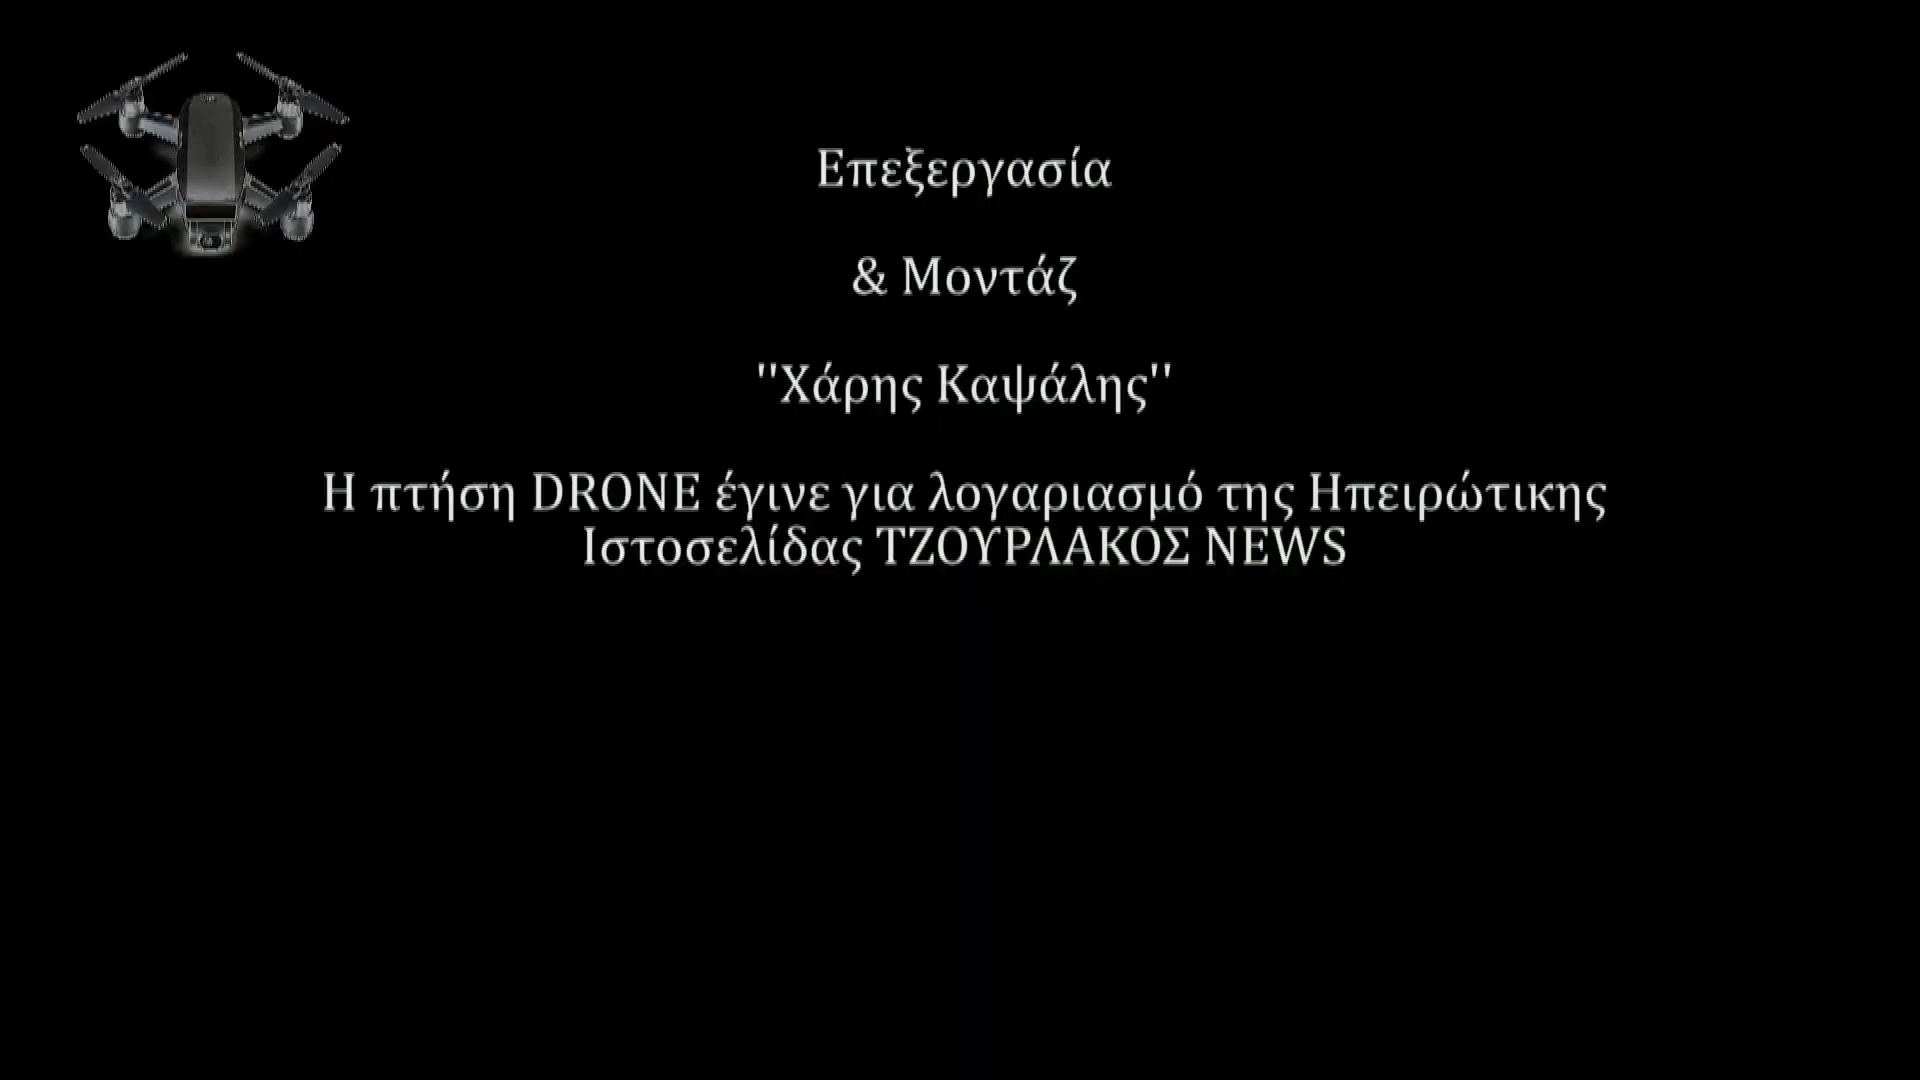 Επεξεργασία
& Μοντάζ
''Χάρης Καψάλης''
Η πτήση DRONE έγινε για λογαριασμό της Ηπειρώτικης
Ιστοσελίδας ΤΖΟΥΡΛΑΚΟΣ NEWS